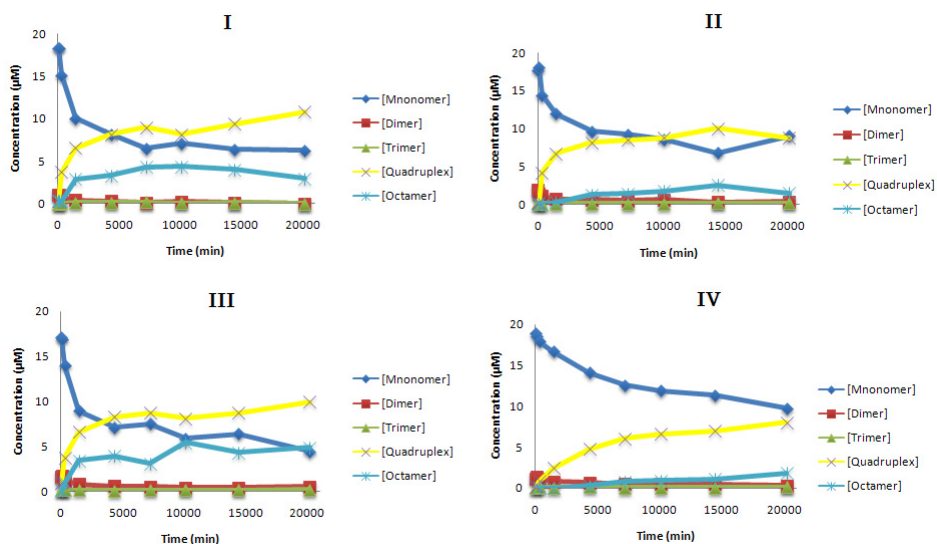 I
Concentration (µM)
20
15
10
5
0
0
5000
10000
15000
20000
Time (min)
[Mnonomer]
[Dimer]
[Trimer]
[Quadruplex]
[Octamer]
II
Concentration (µM)
20
15
10
5
0
0
5000
10000
15000
20000
Time (min)
[Mnonomer]
[Dimer]
[Trimer]
[Quadruplex]
[Octamer]
III
Concentration (µM)
20
15
10
5
0
0
5000
10000
15000
20000
Time (min)
[Mnonomer]
[Dimer]
[Trimer]
[Quadruplex]
[Octamer]
IV
Concentration (µM)
20
15
10
5
0
0
5000
10000
15000
20000
Time (min)
[Mnonomer]
[Dimer]
[Trimer]
[Quadruplex]
[Octamer]